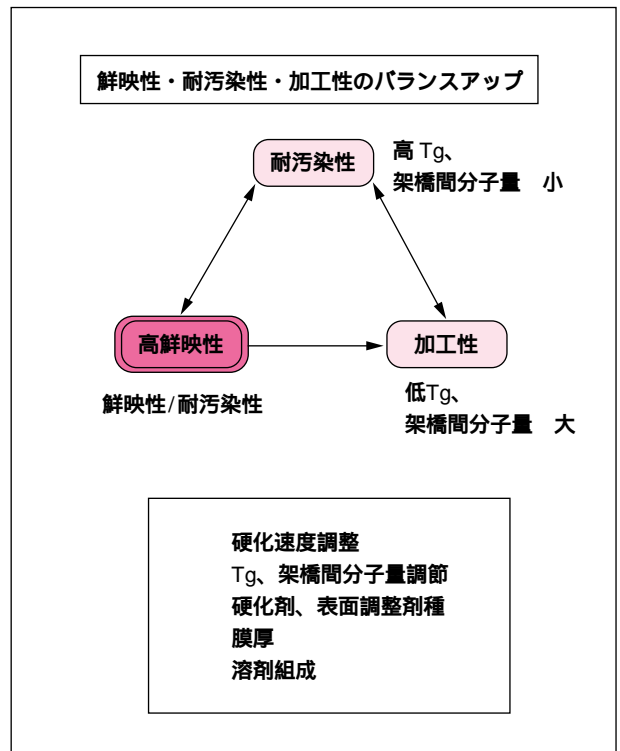 鮮映性・耐汚染性・加工性のバランスアップ
耐汚染性
高 Tg、
架橋間分子量　小
高鮮映性
加工性
鮮映性/耐汚染性
低Tg、
架橋間分子量　大
硬化速度調整
Tg、架橋間分子量調節
硬化剤、表面調整剤種
膜厚
溶剤組成